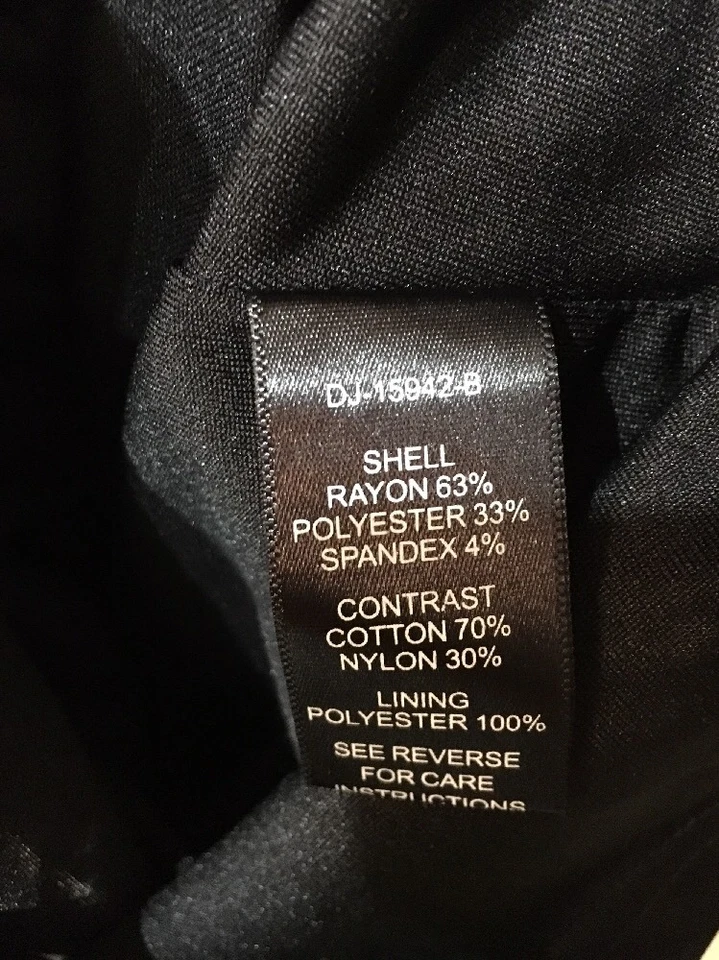 DJ-15942-B
SHELL
RAYON 63%
POLYESTER 33%
SPANDEX 4%
CONTRAST
COTTON 70%
NYLON 30%
LINING
POLYESTER 100%
SEE REVERSE
FOR CARE
INSTRUCTIONS